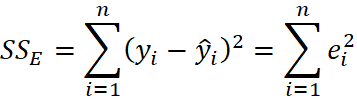 $SS_E = \sum_{i=1}^{n} (y_i - \hat{y}_i)^2 = \sum_{i=1}^{n} e_i^2$